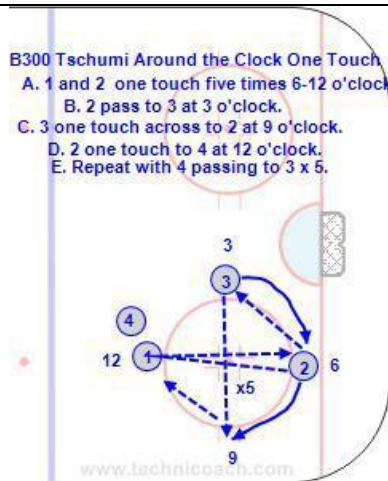 B300 Tschumi Around the Clock One Touch
A. 1 and 2 one touch five times 6-12 o'clock
B. 2 pass to 3 at 3 o'clock.
C. 3 one touch across to 2 at 9 o'clock.
D. 2 one touch to 4 at 12 o'clock.
E. Repeat with 4 passing to 3 x 5.
3
3
4
12
1
2
6
x5
9
www.technicoach.com